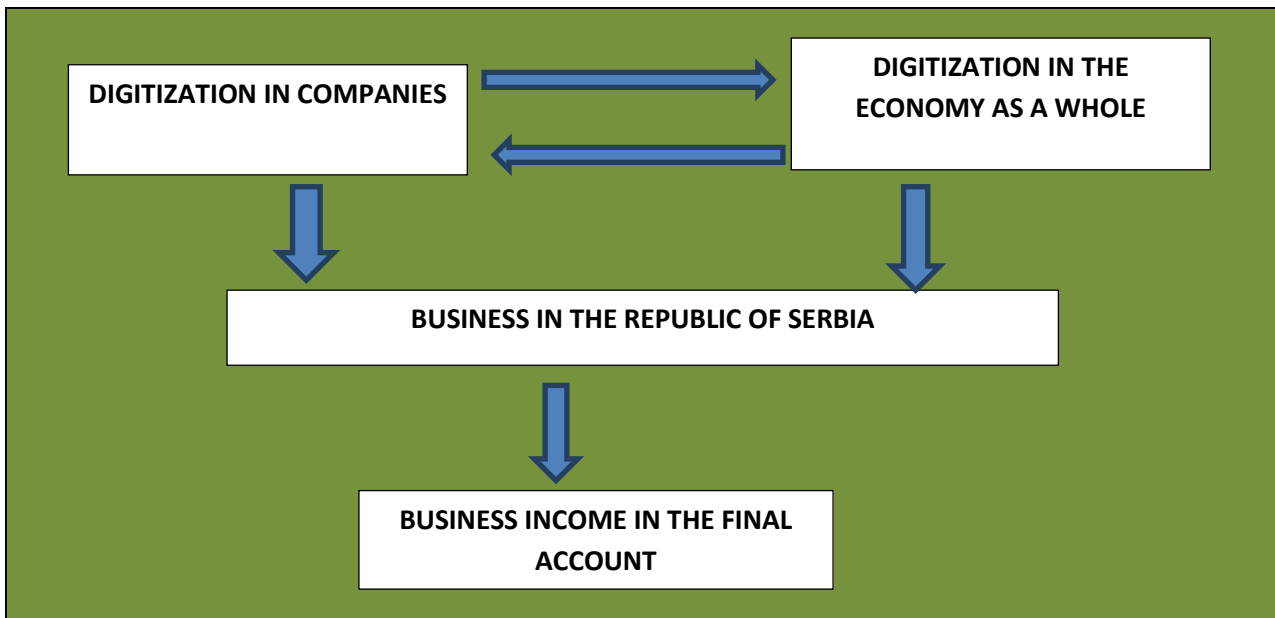 DIGITIZATION IN COMPANIES
DIGITIZATION IN THE
ECONOMY AS A WHOLE
BUSINESS IN THE REPUBLIC OF SERBIA
BUSINESS INCOME IN THE FINAL
ACCOUNT